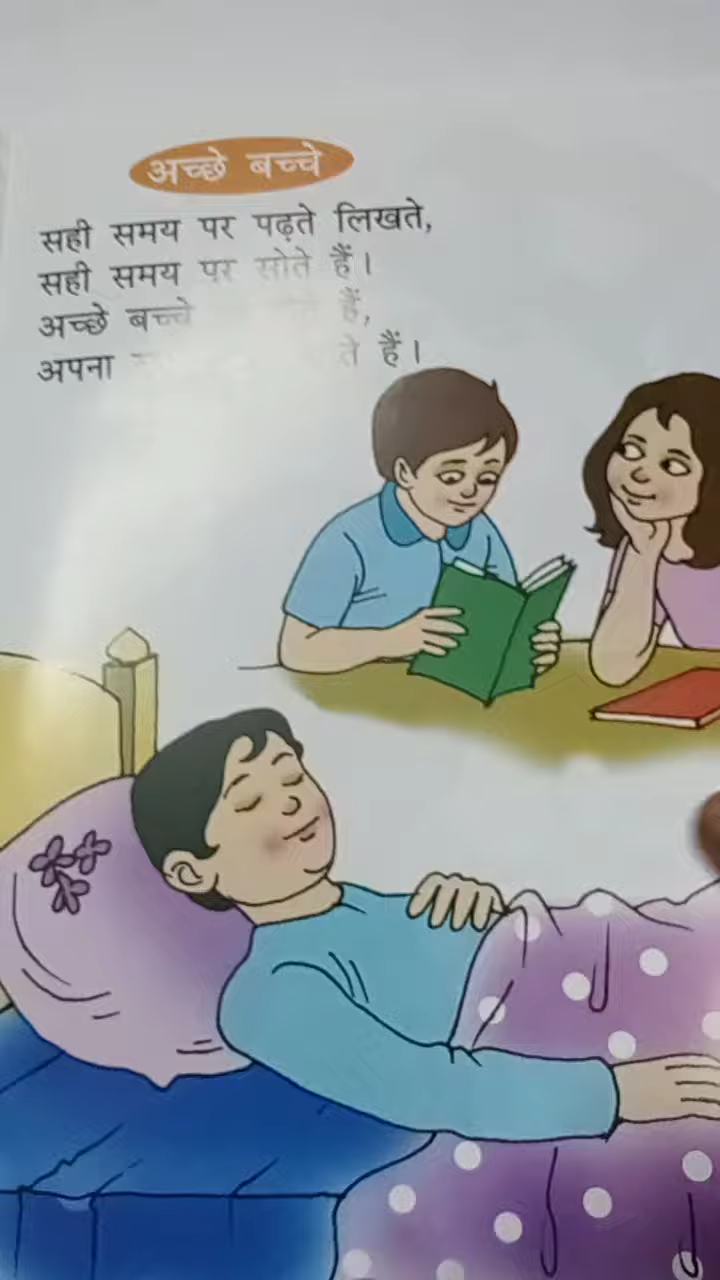 अच्छे बच्चे
सही समय पर पढ़ते लिखते,
सही समय पर सोते हैं।
अच्छे बच्चे हैं,
अपना हैं।